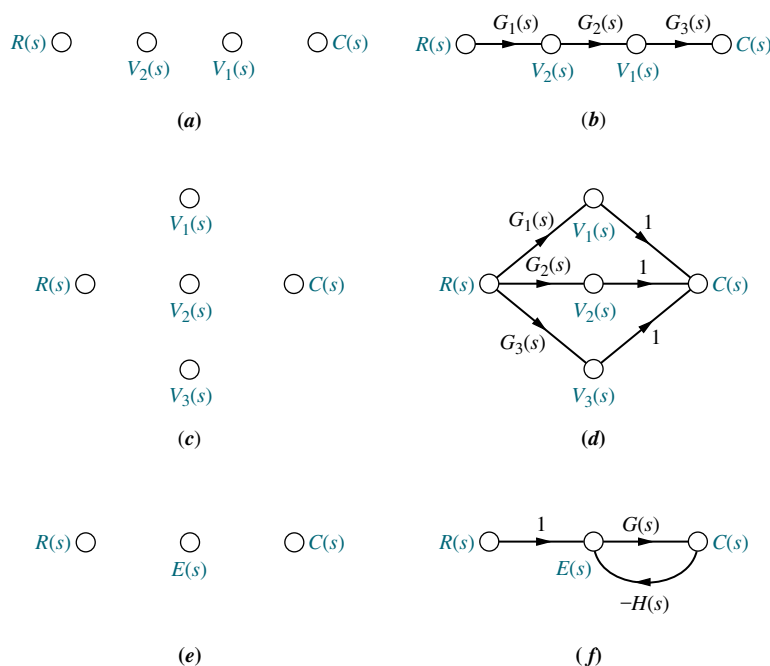 R(s) V₂(s) V₁(s) C(s)
(a)
R(s) G₁(s) V₂(s) G₂(s) V₁(s) G₃(s) C(s)
(b)
V₁(s)
R(s) V₂(s) C(s)
V₃(s)
(c)
G₁(s) V₁(s) 1
R(s) G₂(s) V₂(s) 1 C(s)
G₃(s) V₃(s) 1
(d)
R(s) E(s) C(s)
(e)
R(s) 1 E(s) G(s) C(s)
−H(s)
(f)